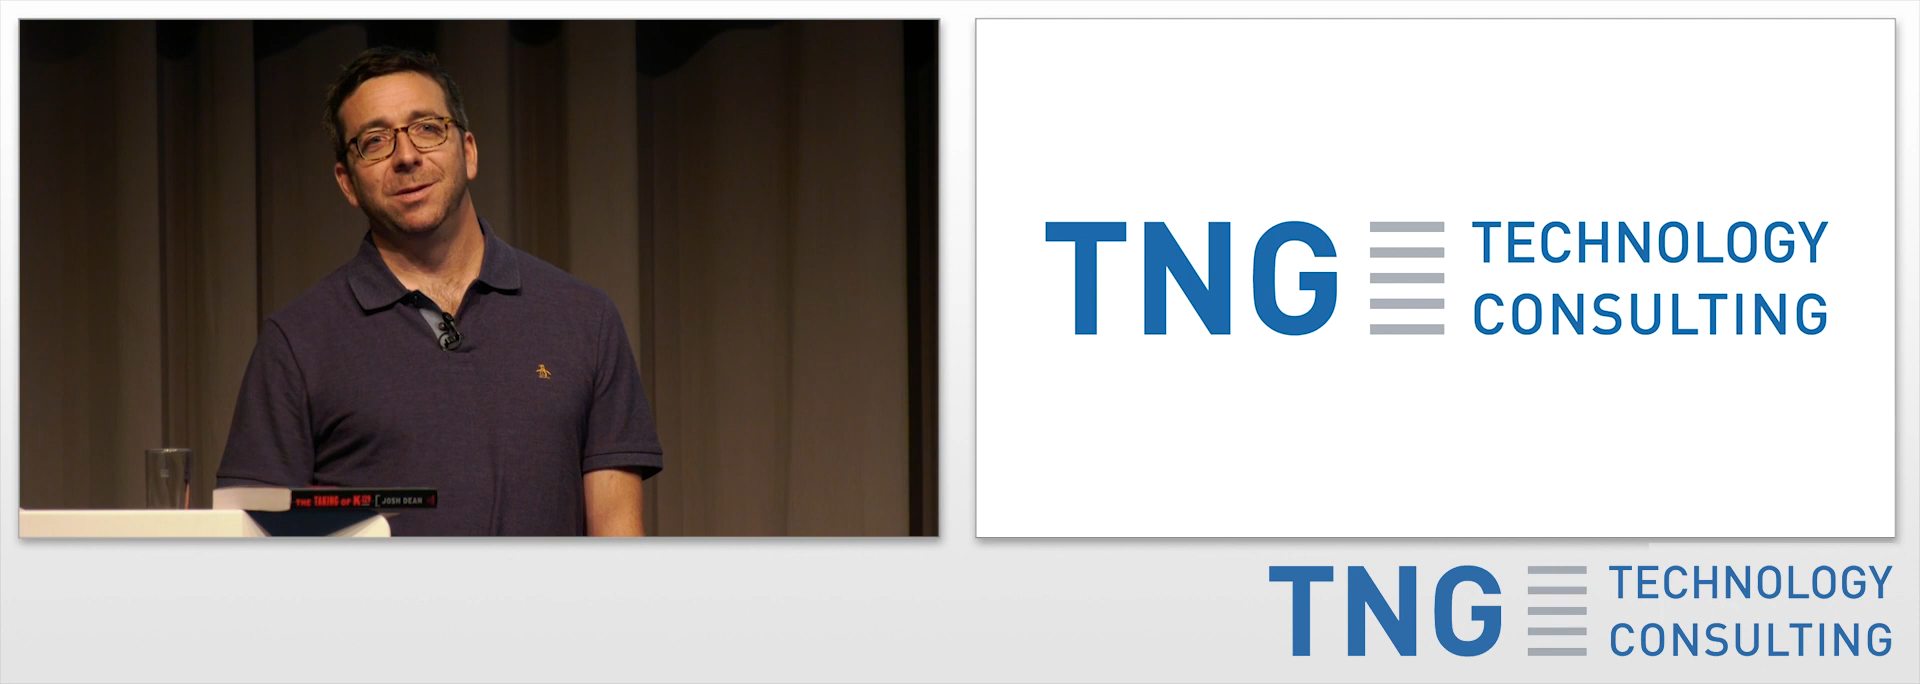 THE TAKING OF K-129 JOSH DEAN
TNG TECHNOLOGY
CONSULTING
TNG TECHNOLOGY
CONSULTING